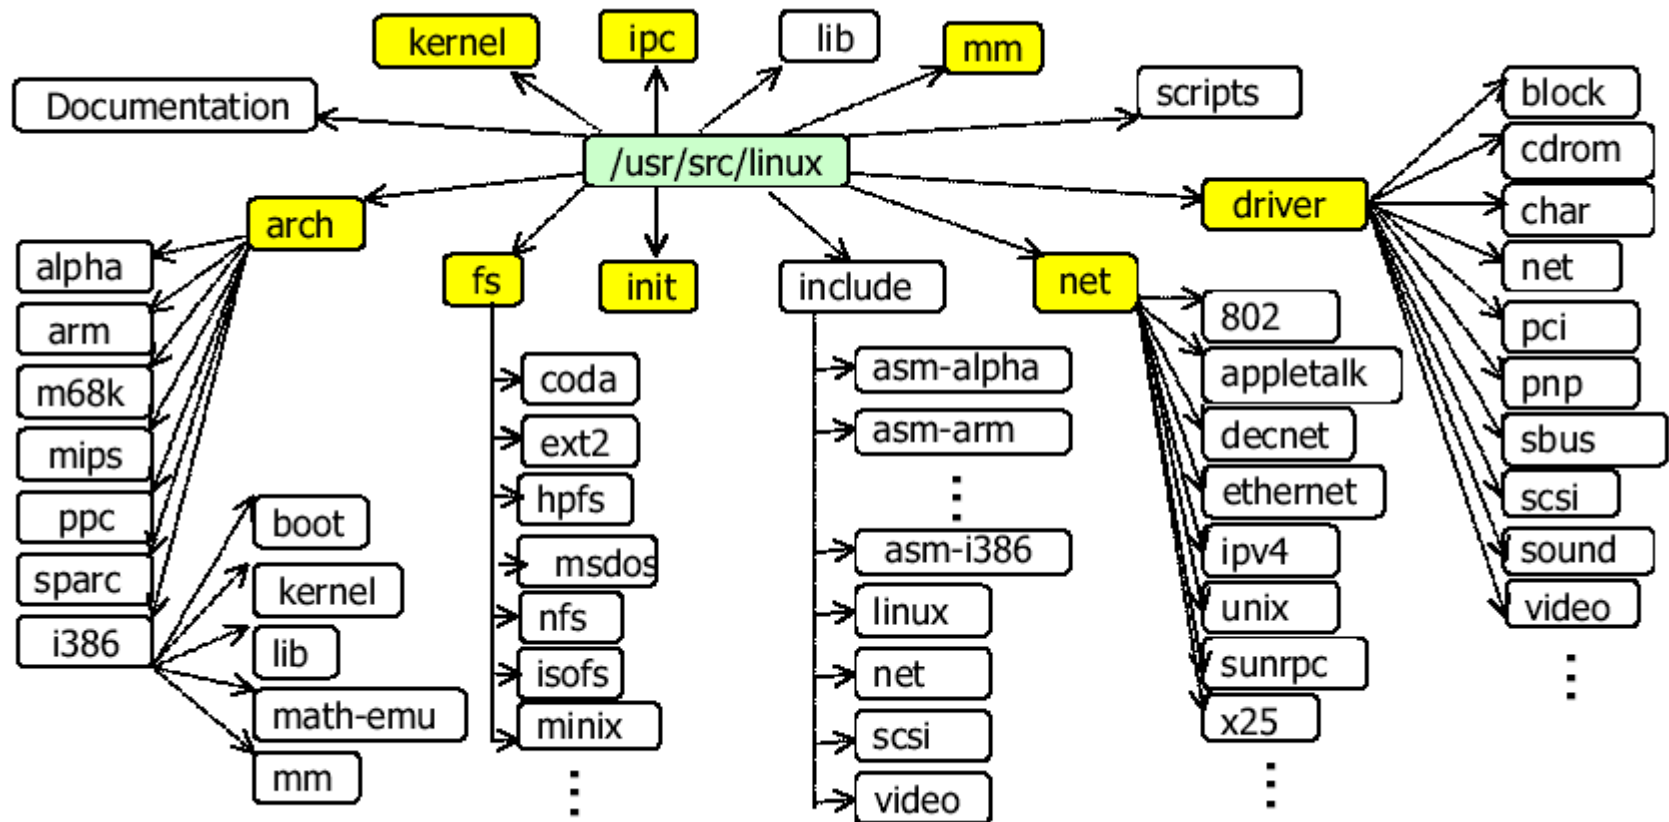 kernel
ipc
lib
mm
Documentation
scripts
/usr/src/linux
arch
alpha
arm
m68k
mips
ppc
sparc
i386
boot
kernel
lib
math-emu
mm
fs
coda
ext2
hpfs
msdos
nfs
isofs
minix
init
include
asm-alpha
asm-arm
asm-i386
linux
net
scsi
video
net
802
appletalk
decnet
ethernet
ipv4
unix
sunrpc
x25
driver
block
cdrom
char
net
pci
pnp
sbus
scsi
sound
video